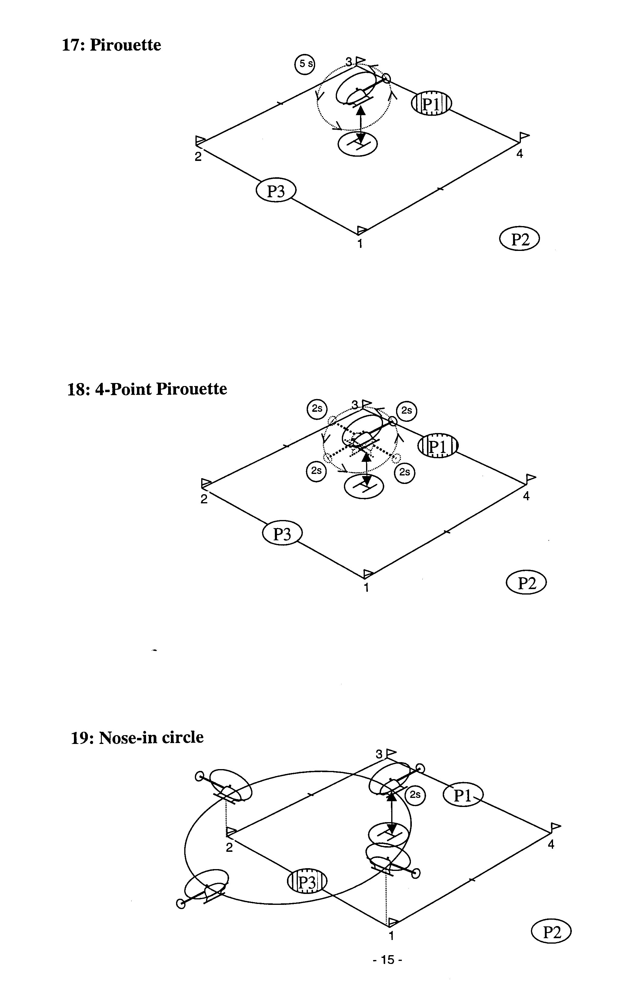 17: Pirouette
5 s
3
P1
H
2
4
P3
P2
1
18: 4-Point Pirouette
2s
3
2s
P1
2s
2s
H
2
4
P3
P2
1
19: Nose-in circle
3
2s
P1
H
2
4
P3
P2
1
- 15 -